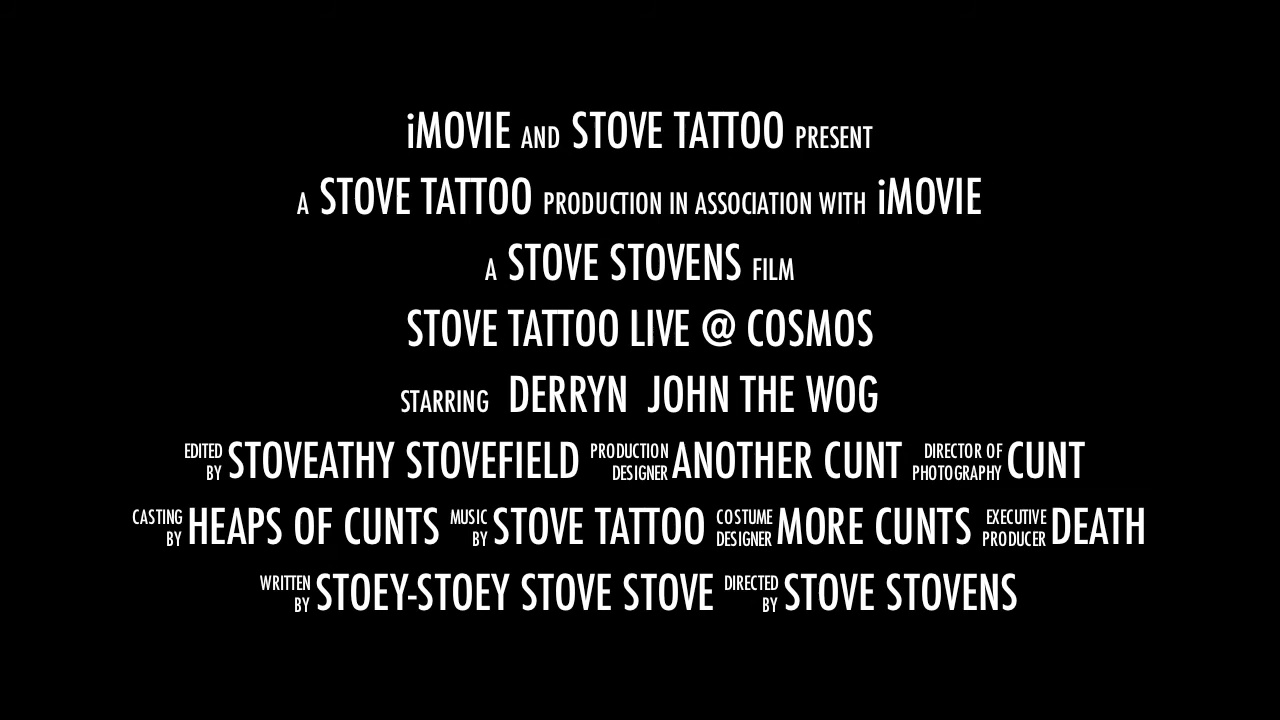 iMOVIE AND STOVE TATTOO PRESENT
A STOVE TATTOO PRODUCTION IN ASSOCIATION WITH iMOVIE
A STOVE STOVENS FILM
STOVE TATTOO LIVE @ COSMOS
STARRING DERRYN JOHN THE WOG
EDITED BY STOVEATHY STOVEFIELD PRODUCTION DESIGNER ANOTHER CUNT DIRECTOR OF PHOTOGRAPHY CUNT
CASTING BY HEAPS OF CUNTS MUSIC BY STOVE TATTOO COSTUME DESIGNER MORE CUNTS EXECUTIVE PRODUCER DEATH
WRITTEN BY STOEY-STOEY STOVE STOVE DIRECTED BY STOVE STOVENS